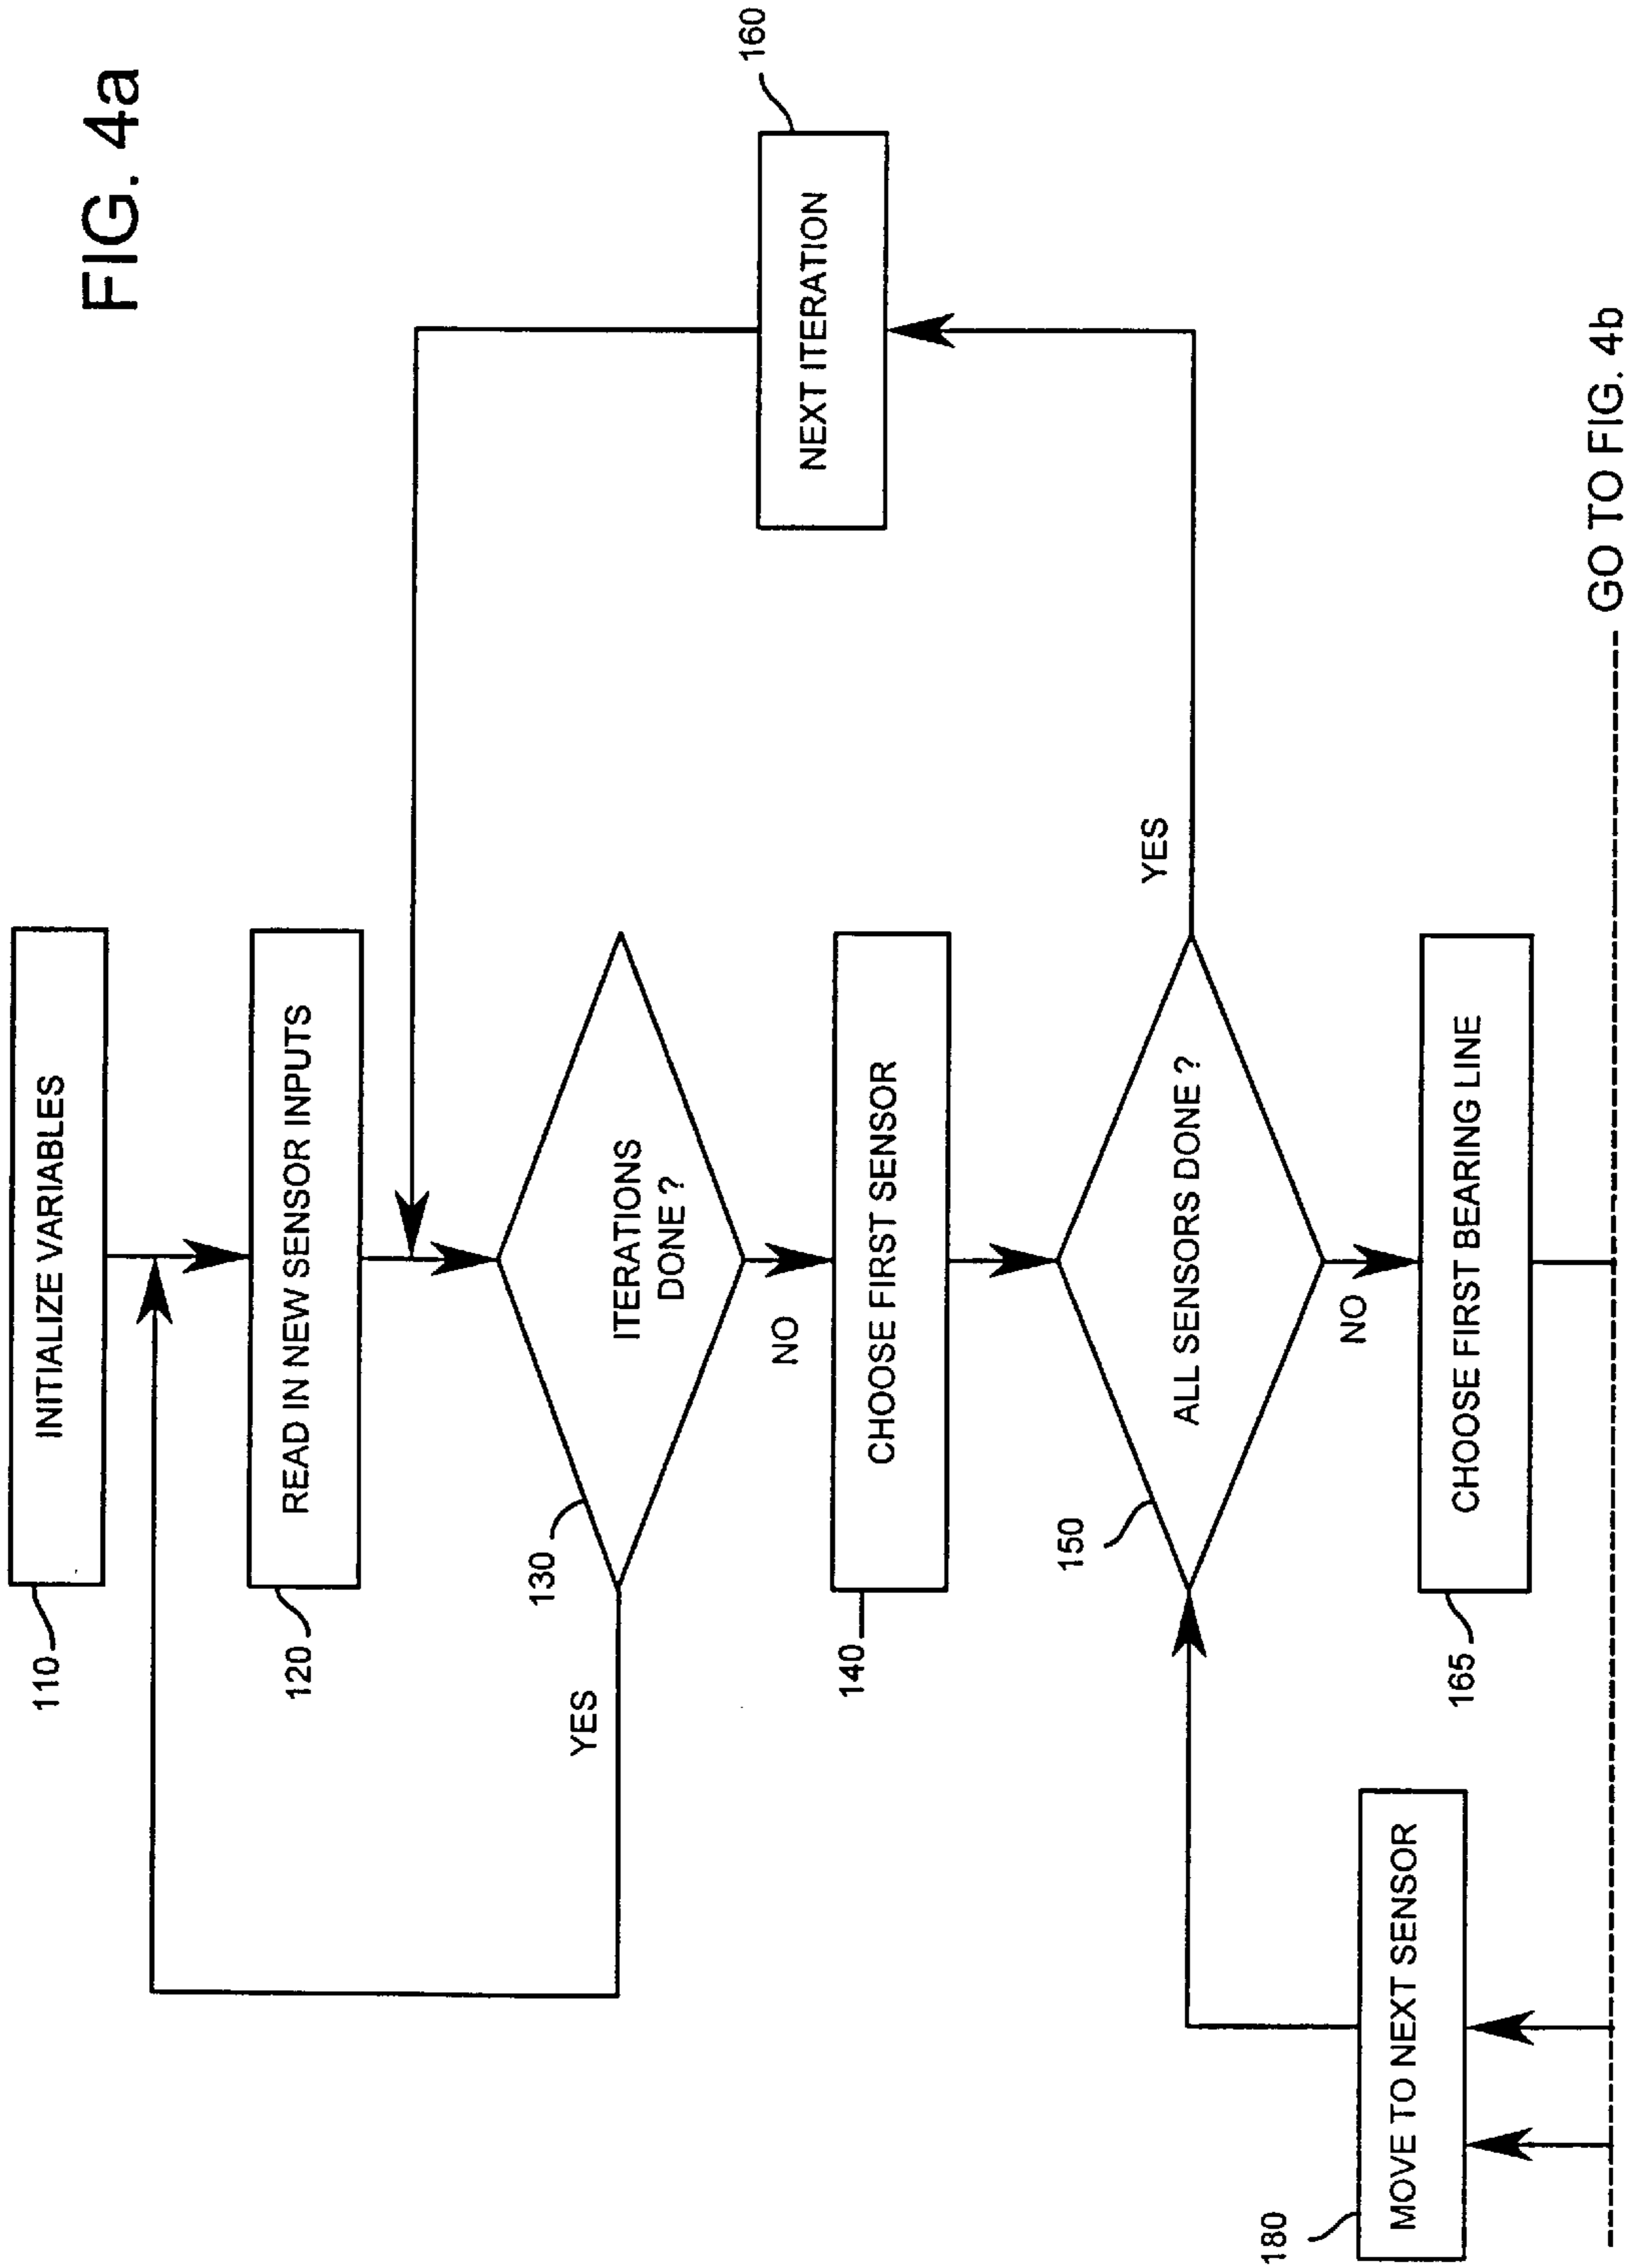 FIG. 4a
110
INITIALIZE VARIABLES
120
READ IN NEW SENSOR INPUTS
130
ITERATIONS
DONE ?
YES
NO
140
CHOOSE FIRST SENSOR
160
NEXT ITERATION
150
ALL SENSORS DONE ?
YES
NO
165
CHOOSE FIRST BEARING LINE
180
MOVE TO NEXT SENSOR
GO TO FIG. 4b